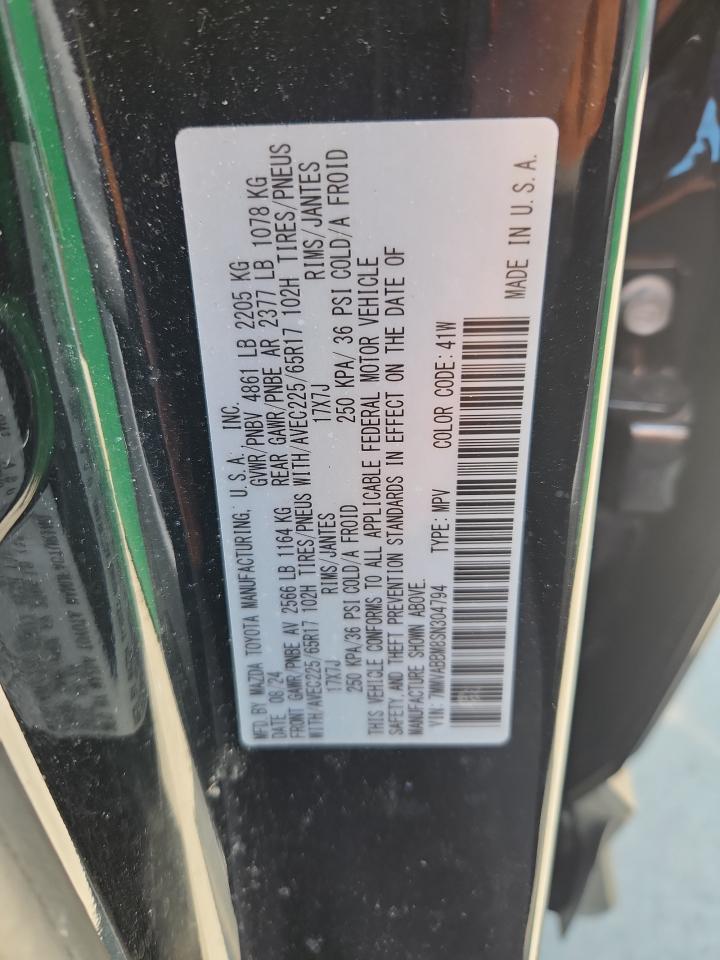 MFD. BY MAZDA TOYOTA MANUFACTURING, U.S.A. INC.
DATE 08/24 GVWR/PNBV 4861 LB 2205 KG
FRONT GAWR/PNBE AV 2566 LB 1164 KG REAR GAWR/PNBE AR 2377 LB 1078 KG
WITH/AVEC225/65R17 102H TIRES/PNEUS WITH/AVEC225/65R17 102H TIRES/PNEUS
17X7J RIMS/JANTES 17X7J RIMS/JANTES
250 KPA/36 PSI COLD/A FROID 250 KPA/ 36 PSI COLD/A FROID
THIS VEHICLE CONFORMS TO ALL APPLICABLE FEDERAL MOTOR VEHICLE
SAFETY AND THEFT PREVENTION STANDARDS IN EFFECT ON THE DATE OF
MANUFACTURE SHOWN ABOVE.
VIN: 7MMVABBM8SN304794 TYPE: MPV COLOR CODE: 41W
MADE IN U.S.A.